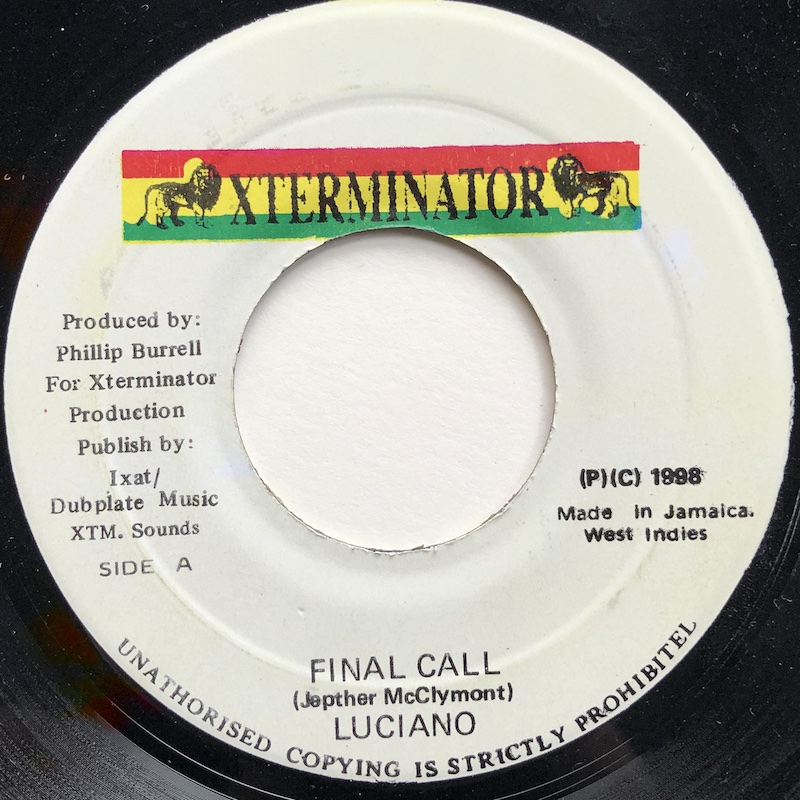 XTERMINATOR
Produced by:
Phillip Burrell
For Xterminator
Production
Publish by:
Ixat/
Dubplate Music
XTM. Sounds
SIDE A
(P)(C) 1998
Made in Jamaica.
West Indies
FINAL CALL
(Jepther McClymont)
LUCIANO
UNATHORISED COPYING IS STRICTLY PROHIBITEL